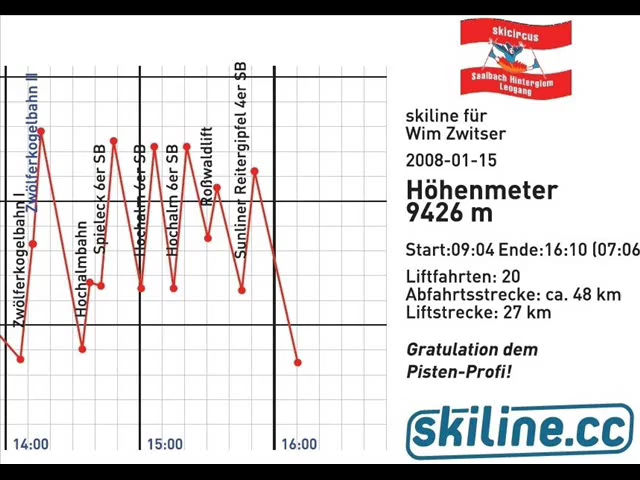 skicircus
Saalbach Hinterglem
Leogang
skiline für
Wim Zwitser
2008-01-15
Höhenmeter
9426 m
Start:09:04 Ende:16:10 (07:06
Liftfahrten: 20
Abfahrtsstrecke: ca. 48 km
Liftstrecke: 27 km
Gratulation dem
Pisten-Profi!
skiline.cc
Zwölferkogelbahn I
Zwölferkogelbahn II
Hochalmbahn
Spieleck 6er SB
Hochalm 6er SB
Hochalm 6er SB
Roßwaldlift
Sunliner Reitergipfel 4er SB
14:00
15:00
16:00